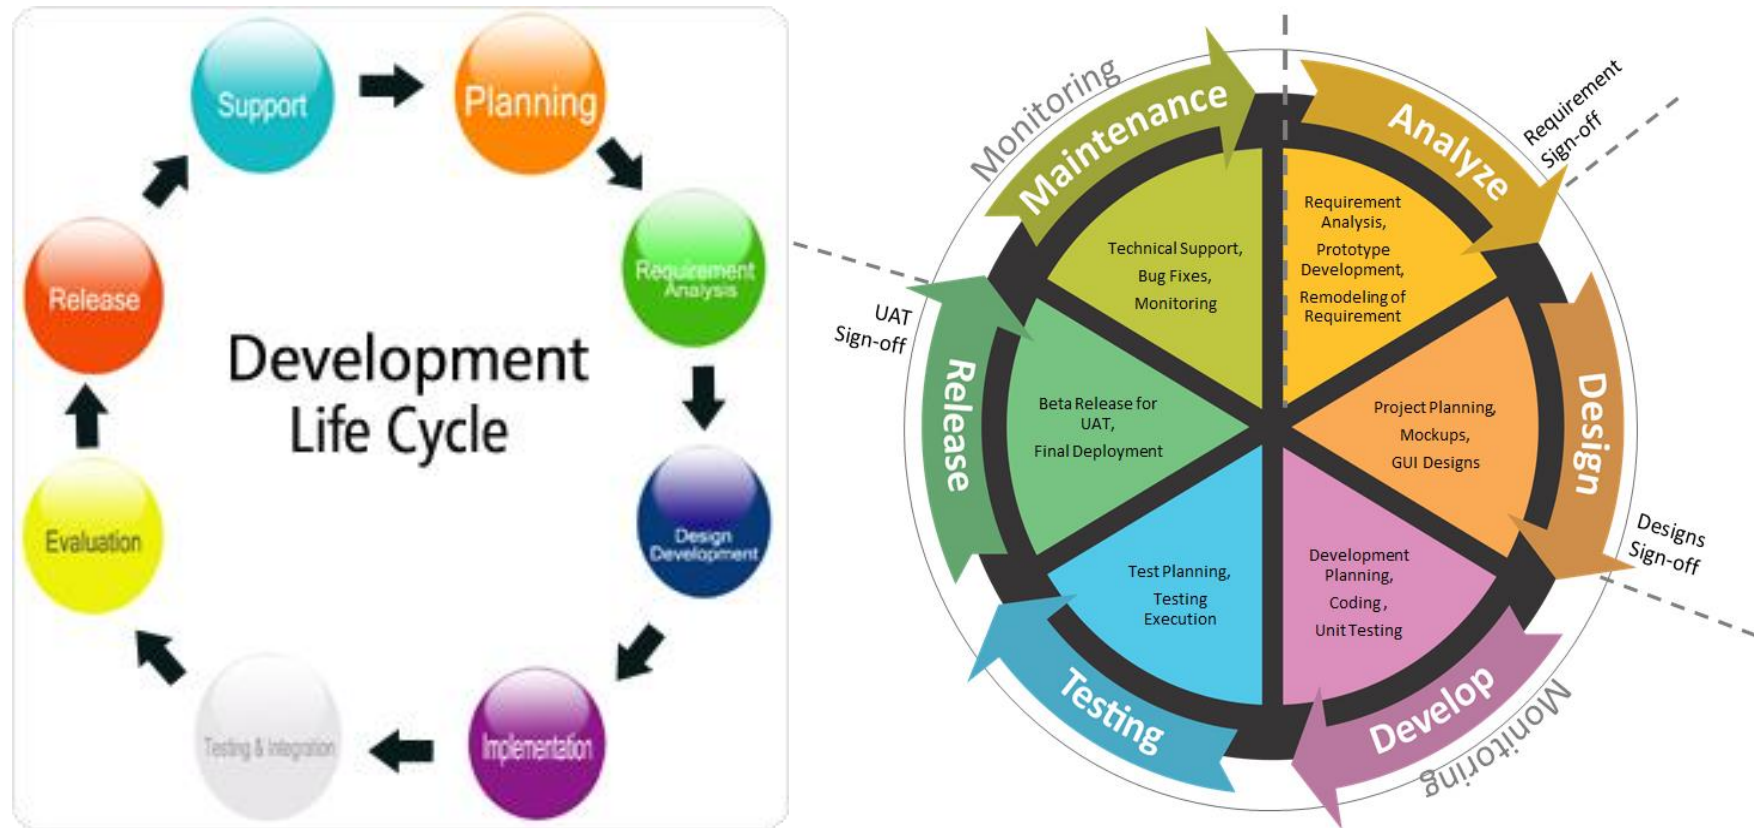 Support
Planning
Requirement
Analysis
Design
Development
Implementation
Testing & Integration
Evaluation
Release
Development
Life Cycle
Monitoring
Maintenance
Technical Support,
Bug Fixes,
Monitoring
Analyze
Requirement
Sign-off
Requirement
Analysis,
Prototype
Development,
Remodeling of
Requirement
Design
Project Planning,
Mockups,
GUI Designs
Designs
Sign-off
Develop
Development
Planning,
Coding,
Unit Testing
Monitoring
Testing
Test Planning,
Testing
Execution
Release
Beta Release for
UAT,
Final Deployment
UAT
Sign-off